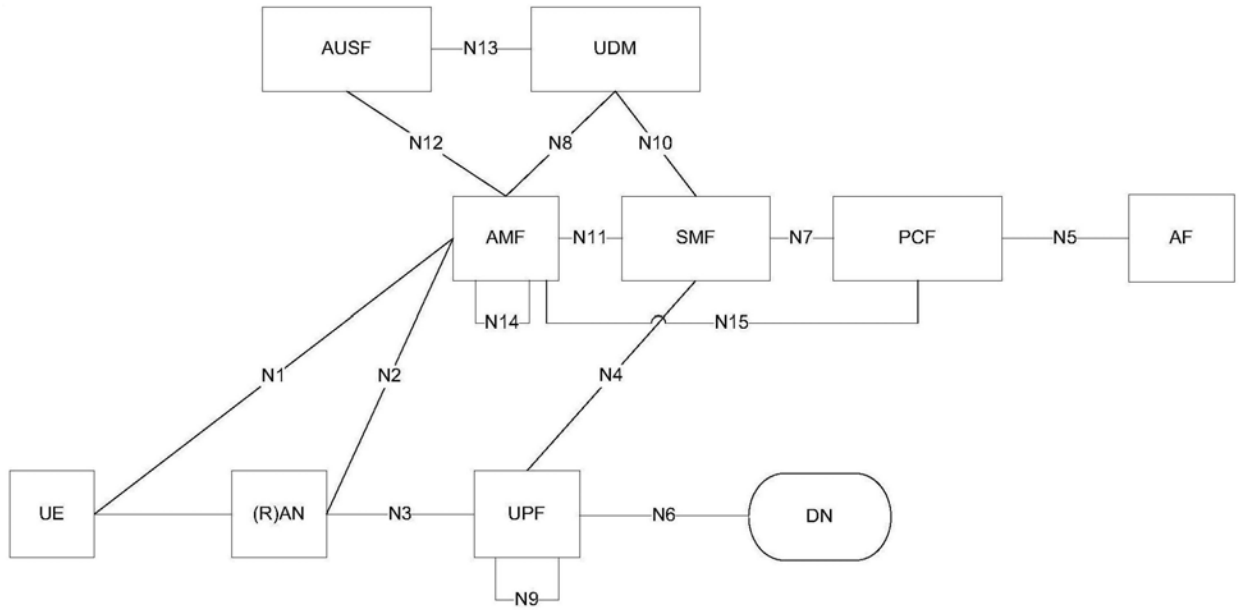 AUSF
N13
UDM
N12
N8
N10
AMF
N11
SMF
N7
PCF
N5
AF
N14
N15
N1
N2
N4
UE
(R)AN
N3
UPF
N6
DN
N9